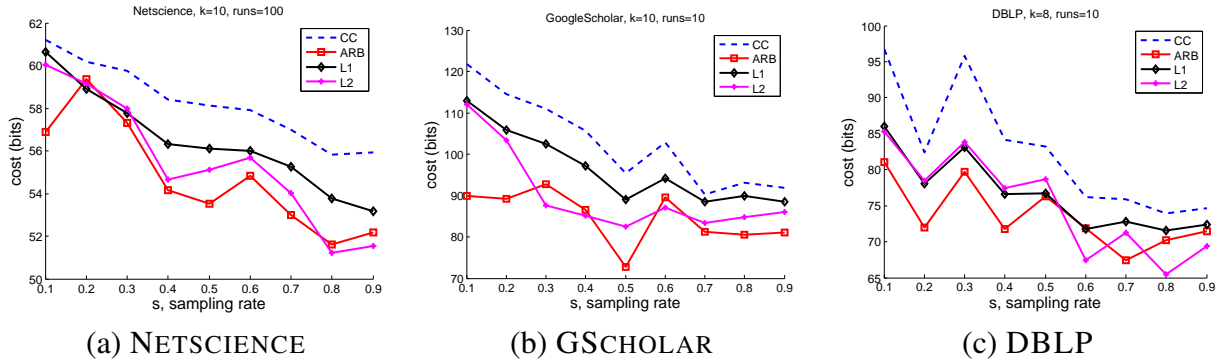 Netscience, k=10, runs=100
62
60
58
56
54
52
50
cost (bits)
CC
ARB
L1
L2
0.1 0.2 0.3 0.4 0.5 0.6 0.7 0.8 0.9
s, sampling rate
(a) NETSCIENCE
GoogleScholar, k=10, runs=10
130
120
110
100
90
80
70
cost (bits)
CC
ARB
L1
L2
0.1 0.2 0.3 0.4 0.5 0.6 0.7 0.8 0.9
s, sampling rate
(b) GSCHOLAR
DBLP, k=8, runs=10
100
95
90
85
80
75
70
65
cost (bits)
CC
ARB
L1
L2
0.1 0.2 0.3 0.4 0.5 0.6 0.7 0.8 0.9
s, sampling rate
(c) DBLP